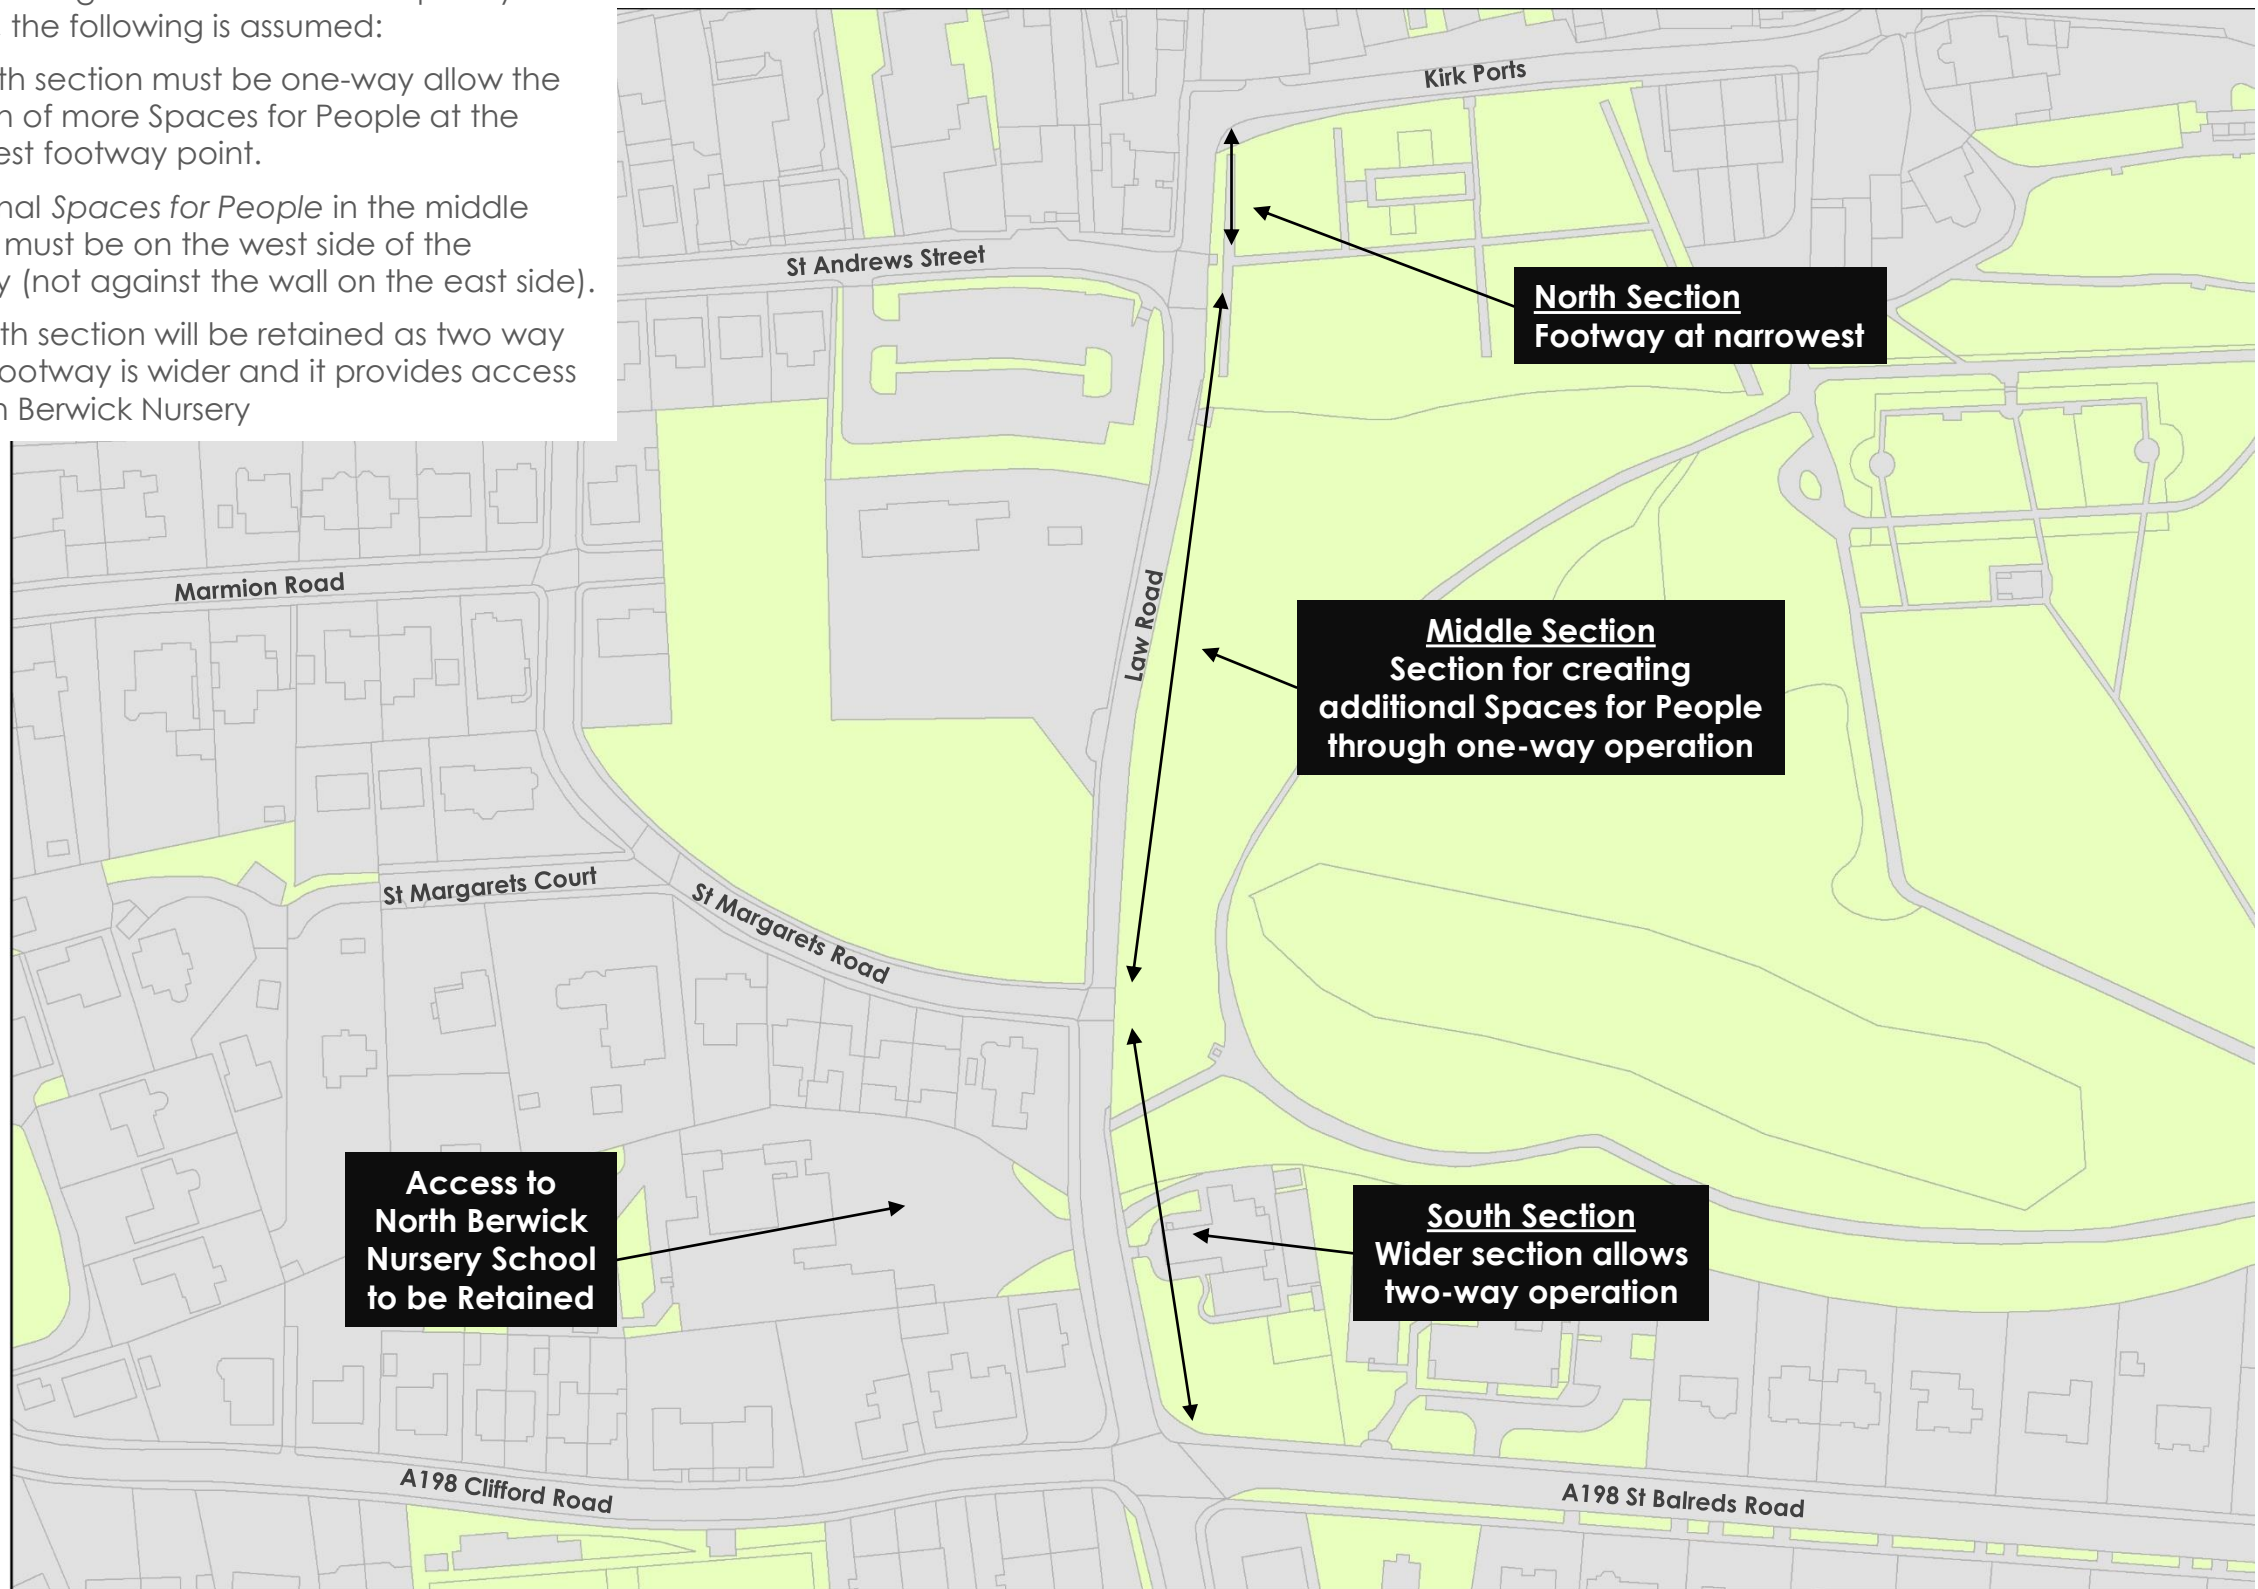 the following is assumed:
th section must be one-way allow the
n of more Spaces for People at the
est footway point.
nal Spaces for People in the middle
must be on the west side of the
y (not against the wall on the east side).
th section will be retained as two way
ootway is wider and it provides access
n Berwick Nursery
Kirk Ports
St Andrews Street
North Section
Footway at narrowest
Marmion Road
Law Road
Middle Section
Section for creating
additional Spaces for People
through one-way operation
St Margarets Court
St Margarets Road
Access to
North Berwick
Nursery School
to be Retained
South Section
Wider section allows
two-way operation
A198 Clifford Road
A198 St Balreds Road